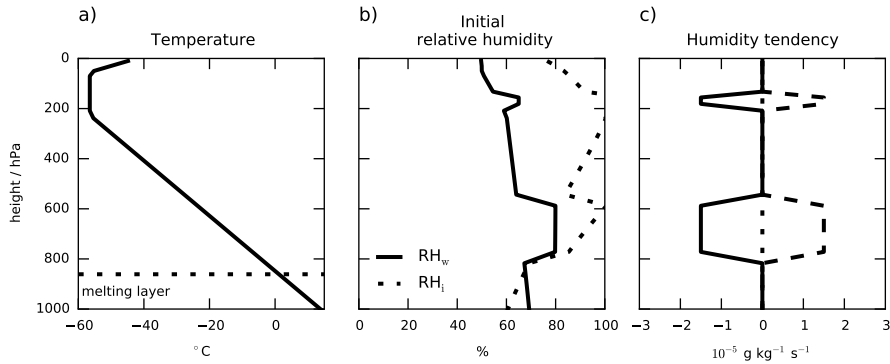 a)
Temperature
0
200
400
600
800
1000
height / hPa
melting layer
−60
−40
−20
0
°C
b)
Initial
relative humidity
RHw
RHi
0
20
40
60
80
100
%
c)
Humidity tendency
−3
−2
−1
0
1
2
3
10⁻⁵ g kg⁻¹ s⁻¹